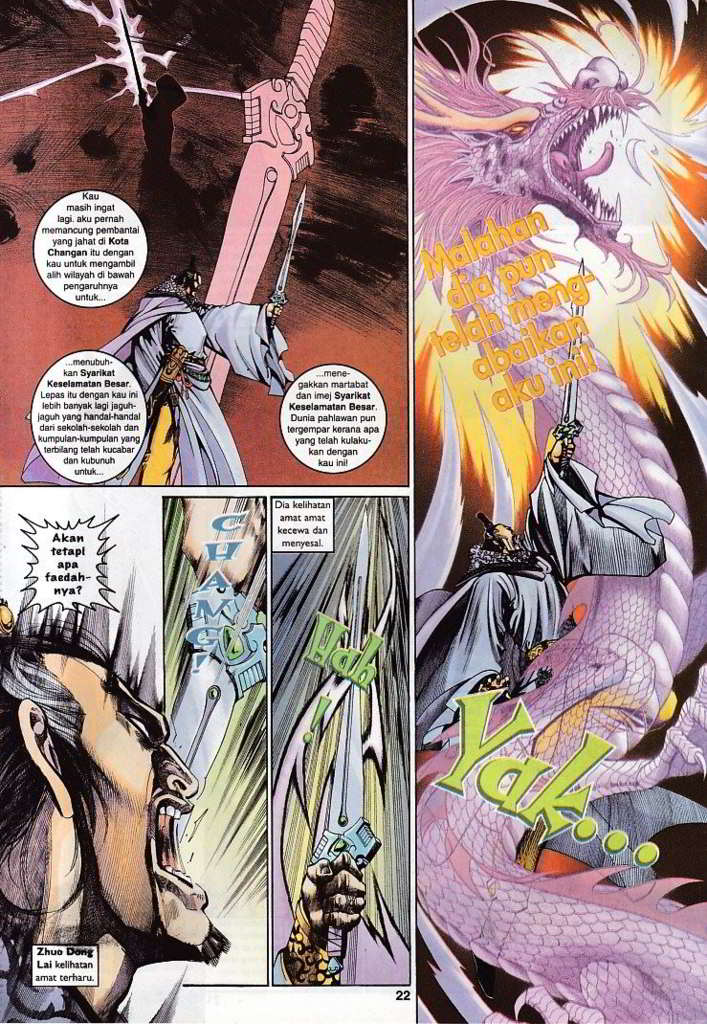 Kau
masih ingat
lagi. aku pernah
memancung pembantai
yang jahat di Kota
Changan itu dengan
kau untuk mengambil
alih wilayah di bawah
pengaruhnya
untuk...
...menubuh-
kan Syarikat
Keselamatan Besar.
Lepas itu dengan kau ini
lebih banyak lagi jaguh-
jaguh yang handal-handal
dari sekolah-sekolah dan
kumpulan-kumpulan yang
terbilang telah kucabar
dan kubunuh
untuk...
...mene-
gakkan martabat
dan imej Syarikat
Keselamatan Besar.
Dunia pahlawan pun
tergempar kerana apa
yang telah kulaku-
kan dengan
kau ini!
Akan
tetapi
apa
faedah-
nya?
Zhuo Dong
Lai kelihatan
amat terharu.
CHANG!
Dia kelihatan
amat amat
kecewa dan
menyesal.
Hah
!
22
Malahan
dia pun
telah meng-
abaikan
aku ini!
Yak...